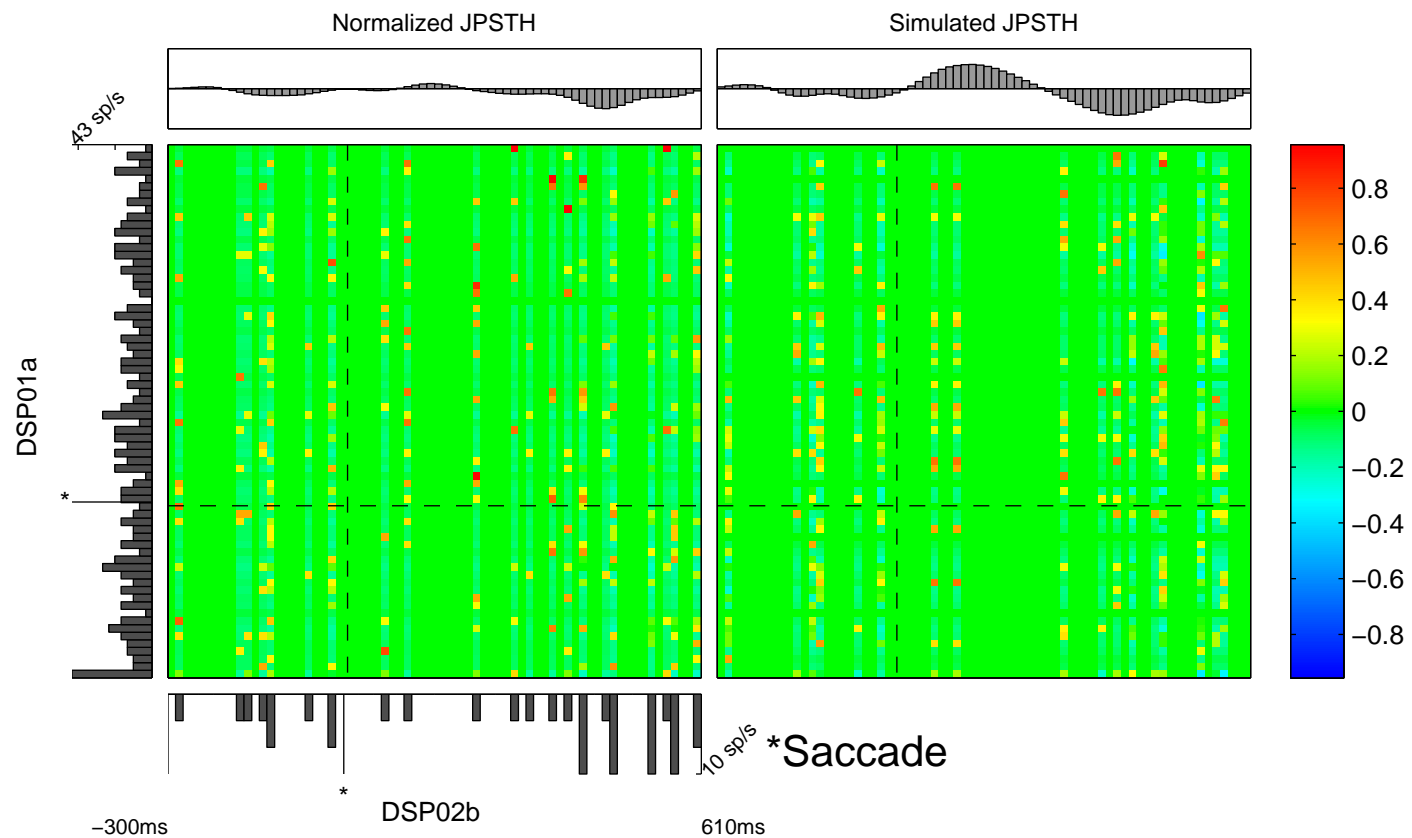 Normalized JPSTH
Simulated JPSTH
43 sp/s
DSP01a
*
0.8
0.6
0.4
0.2
0
−0.2
−0.4
−0.6
−0.8
10 sp/s
*Saccade
*
DSP02b
−300ms
610ms